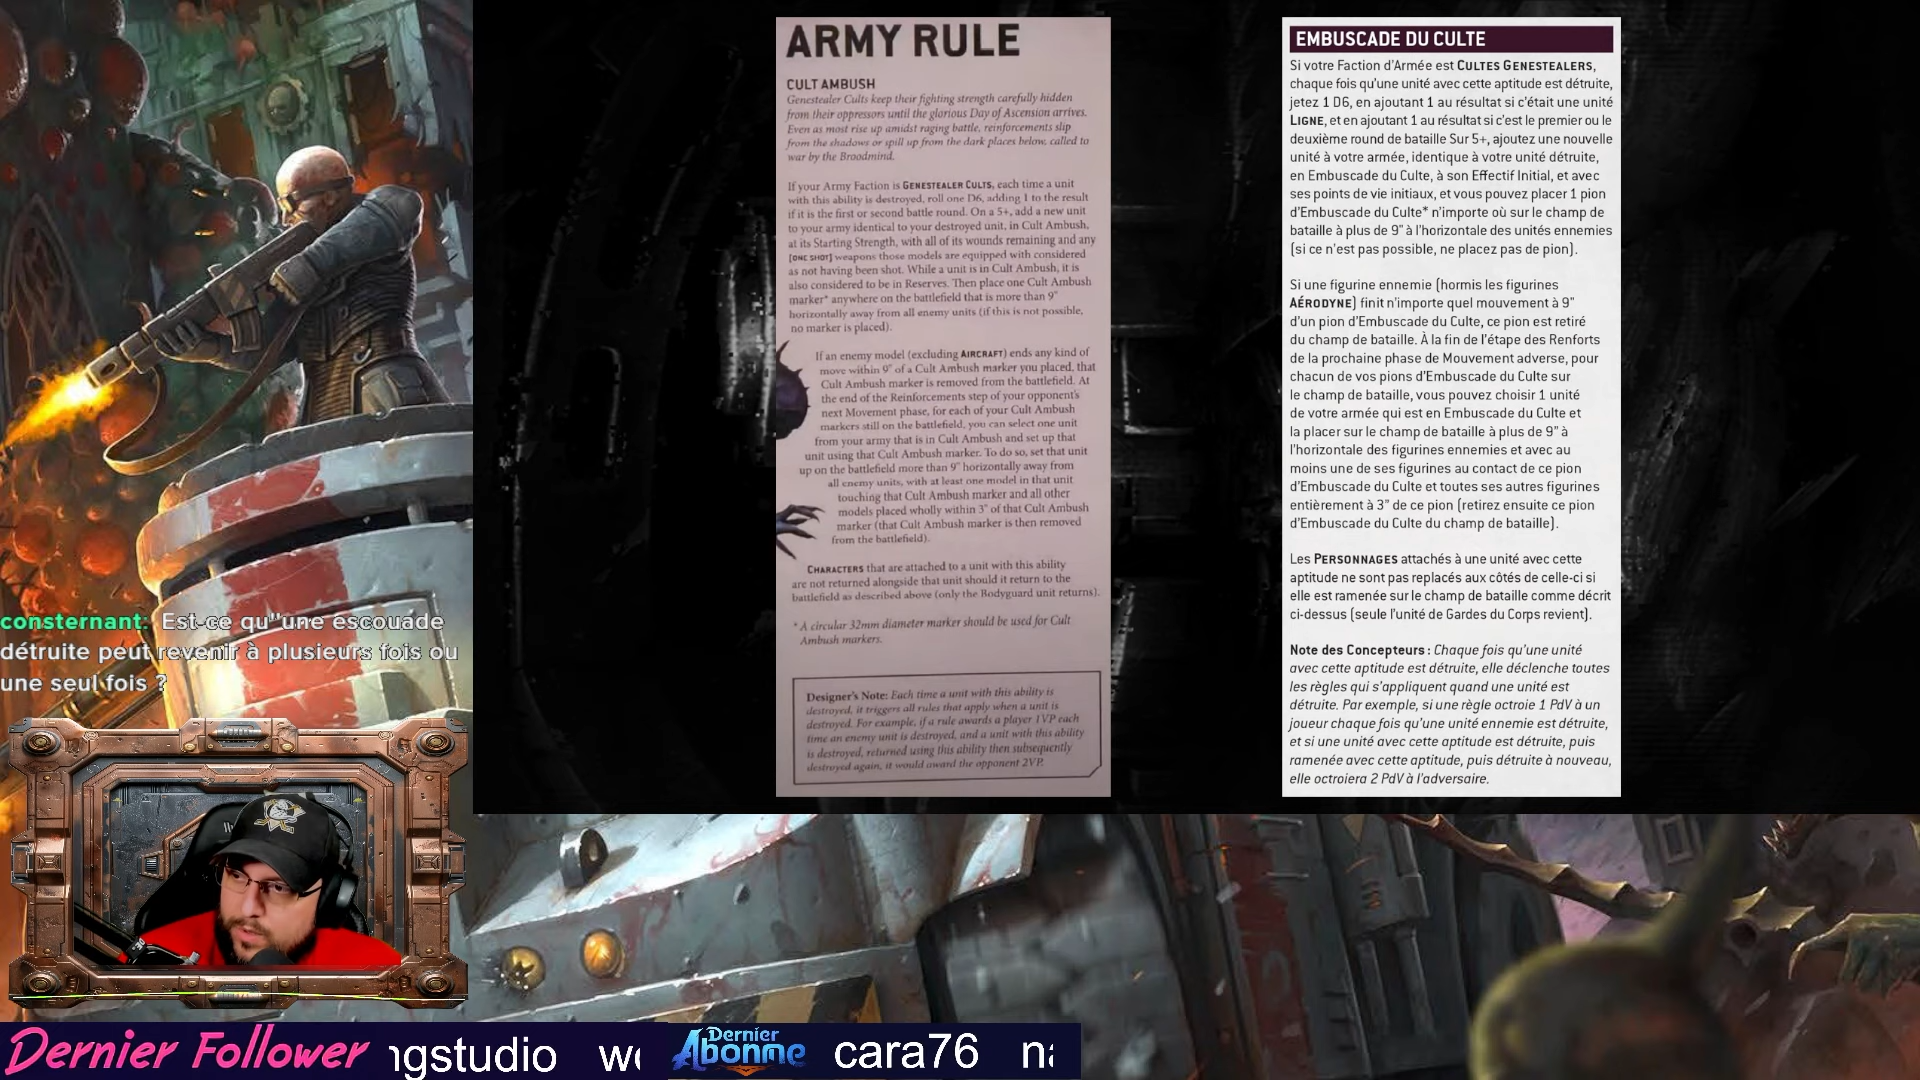 ARMY RULE
CULT AMBUSH
Genestealer Cults keep their fighting strength carefully hidden
from their oppressors until the glorious Day of Ascension arrives.
Even as most rise up amidst raging battle, reinforcements slip
from the shadows or spill up from the dark places below, called to
war by the Broodmind.
If your Army Faction is GENESTEALER CULTS, each time a unit
with this ability is destroyed, roll one D6, adding 1 to the result
if it is the first or second battle round. On a 5+, add a new unit
to your army identical to your destroyed unit, in Cult Ambush,
at its Starting Strength, with all of its wounds remaining and any
[ONE SHOT] weapons those models are equipped with considered
as not having been shot. While a unit is in Cult Ambush, it is
also considered to be in Reserves. Then place one Cult Ambush
marker* anywhere on the battlefield that is more than 9"
horizontally away from all enemy units (if this is not possible,
no marker is placed).
If an enemy model (excluding AIRCRAFT) ends any kind of
move within 9" of a Cult Ambush marker you placed, that
Cult Ambush marker is removed from the battlefield. At
the end of the Reinforcements step of your opponent's
next Movement phase, for each of your Cult Ambush
markers still on the battlefield, you can select one unit
from your army that is in Cult Ambush and set up that
unit using that Cult Ambush marker. To do so, set that unit
up on the battlefield more than 9" horizontally away from
all enemy units, with at least one model in that unit
touching that Cult Ambush marker and all other
models placed wholly within 3" of that Cult Ambush
marker (that Cult Ambush marker is then removed
from the battlefield).
CHARACTERS that are attached to a unit with this ability
are not returned alongside that unit should it return to the
battlefield as described above (only the Bodyguard unit returns).
* A circular 32mm diameter marker should be used for Cult
Ambush markers.
Designer's Note: Each time a unit with this ability is
destroyed, it triggers all rules that apply when a unit is
destroyed. For example, if a rule awards a player 1VP each
time an enemy unit is destroyed, and a unit with this ability
is destroyed, returned using this ability then subsequently
destroyed again, it would award the opponent 2VP.
EMBUSCADE DU CULTE
Si votre Faction d'Armée est CULTES GENESTEALERS,
chaque fois qu'une unité avec cette aptitude est détruite,
jetez 1 D6, en ajoutant 1 au résultat si c'était une unité
LIGNE, et en ajoutant 1 au résultat si c'est le premier ou le
deuxième round de bataille Sur 5+, ajoutez une nouvelle
unité à votre armée, identique à votre unité détruite,
en Embuscade du Culte, à son Effectif Initial, et avec
ses points de vie initiaux, et vous pouvez placer 1 pion
d'Embuscade du Culte* n'importe où sur le champ de
bataille à plus de 9" à l'horizontale des unités ennemies
(si ce n'est pas possible, ne placez pas de pion).
Si une figurine ennemie (hormis les figurines
AÉRODYNE) finit n'importe quel mouvement à 9"
d'un pion d'Embuscade du Culte, ce pion est retiré
du champ de bataille. À la fin de l'étape des Renforts
de la prochaine phase de Mouvement adverse, pour
chacun de vos pions d'Embuscade du Culte sur
le champ de bataille, vous pouvez choisir 1 unité
de votre armée qui est en Embuscade du Culte et
la placer sur le champ de bataille à plus de 9" à
l'horizontale des figurines ennemies et avec au
moins une de ses figurines au contact de ce pion
d'Embuscade du Culte et toutes ses autres figurines
entièrement à 3" de ce pion (retirez ensuite ce pion
d'Embuscade du Culte du champ de bataille).
Les PERSONNAGES attachés à une unité avec cette
aptitude ne sont pas replacés aux côtés de celle-ci si
elle est ramenée sur le champ de bataille comme décrit
ci-dessus (seule l'unité de Gardes du Corps revient).
Note des Concepteurs : Chaque fois qu'une unité
avec cette aptitude est détruite, elle déclenche toutes
les règles qui s'appliquent quand une unité est
détruite. Par exemple, si une règle octroie 1 PdV à un
joueur chaque fois qu'une unité ennemie est détruite,
et si une unité avec cette aptitude est détruite, puis
ramenée avec cette aptitude, puis détruite à nouveau,
elle octroiera 2 PdV à l'adversaire.
consternant: Est-ce qu"une escouade
détruite peut revenir à plusieurs fois ou
une seul fois ?
Dernier Follower ngstudio
Dernier
Abonné cara76